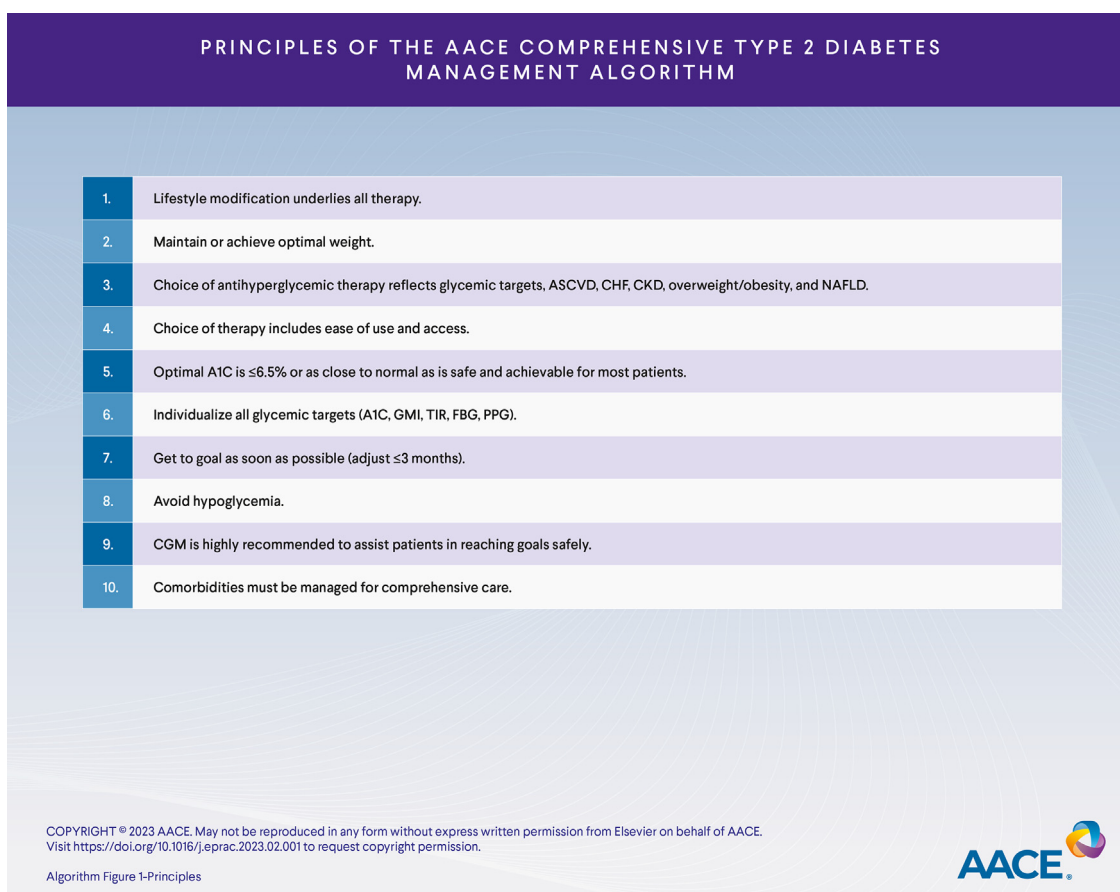 PRINCIPLES OF THE AACE COMPREHENSIVE TYPE 2 DIABETES
MANAGEMENT ALGORITHM
1. Lifestyle modification underlies all therapy.
2. Maintain or achieve optimal weight.
3. Choice of antihyperglycemic therapy reflects glycemic targets, ASCVD, CHF, CKD, overweight/obesity, and NAFLD.
4. Choice of therapy includes ease of use and access.
5. Optimal A1C is ≤6.5% or as close to normal as is safe and achievable for most patients.
6. Individualize all glycemic targets (A1C, GMI, TIR, FBG, PPG).
7. Get to goal as soon as possible (adjust ≤3 months).
8. Avoid hypoglycemia.
9. CGM is highly recommended to assist patients in reaching goals safely.
10. Comorbidities must be managed for comprehensive care.
COPYRIGHT © 2023 AACE. May not be reproduced in any form without express written permission from Elsevier on behalf of AACE.
Visit https://doi.org/10.1016/j.eprac.2023.02.001 to request copyright permission.
Algorithm Figure 1-Principles
AACE®